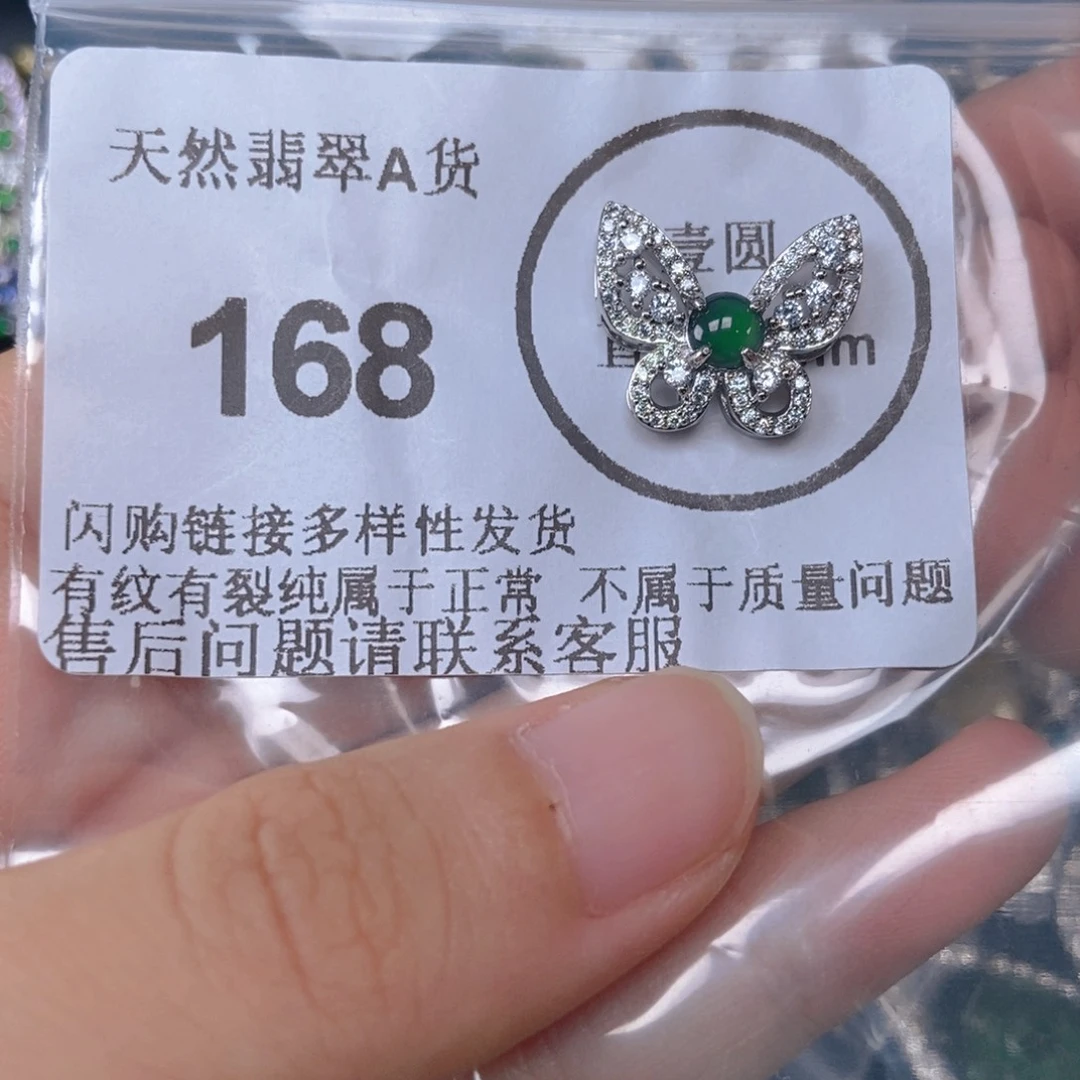 天然翡翠A货
168
壹圆
直 mm
闪购链接多样性发货
有纹有裂纯属于正常 不属于质量问题
售后问题请联系客服